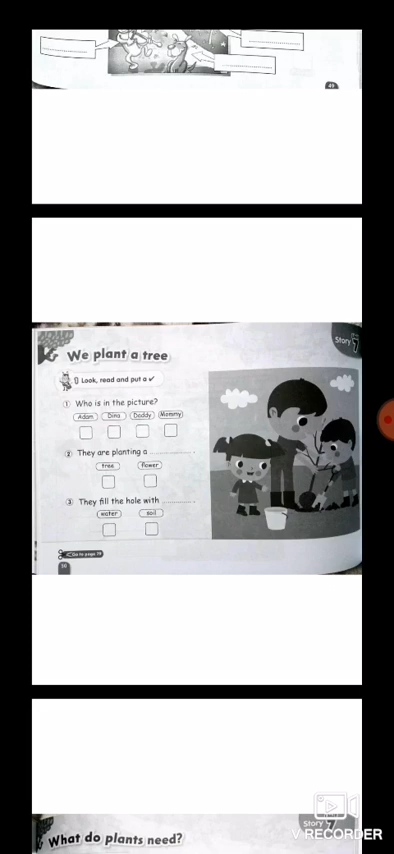 49
Story 7
We plant a tree
Look, read and put a ✓
1 Who is in the picture?
Adam Dina Daddy Mommy
2 They are planting a ............... .
tree flower
3 They fill the hole with ............ .
water soil
Go to page 79
50
Story 7
What do plants need?
V RECORDER